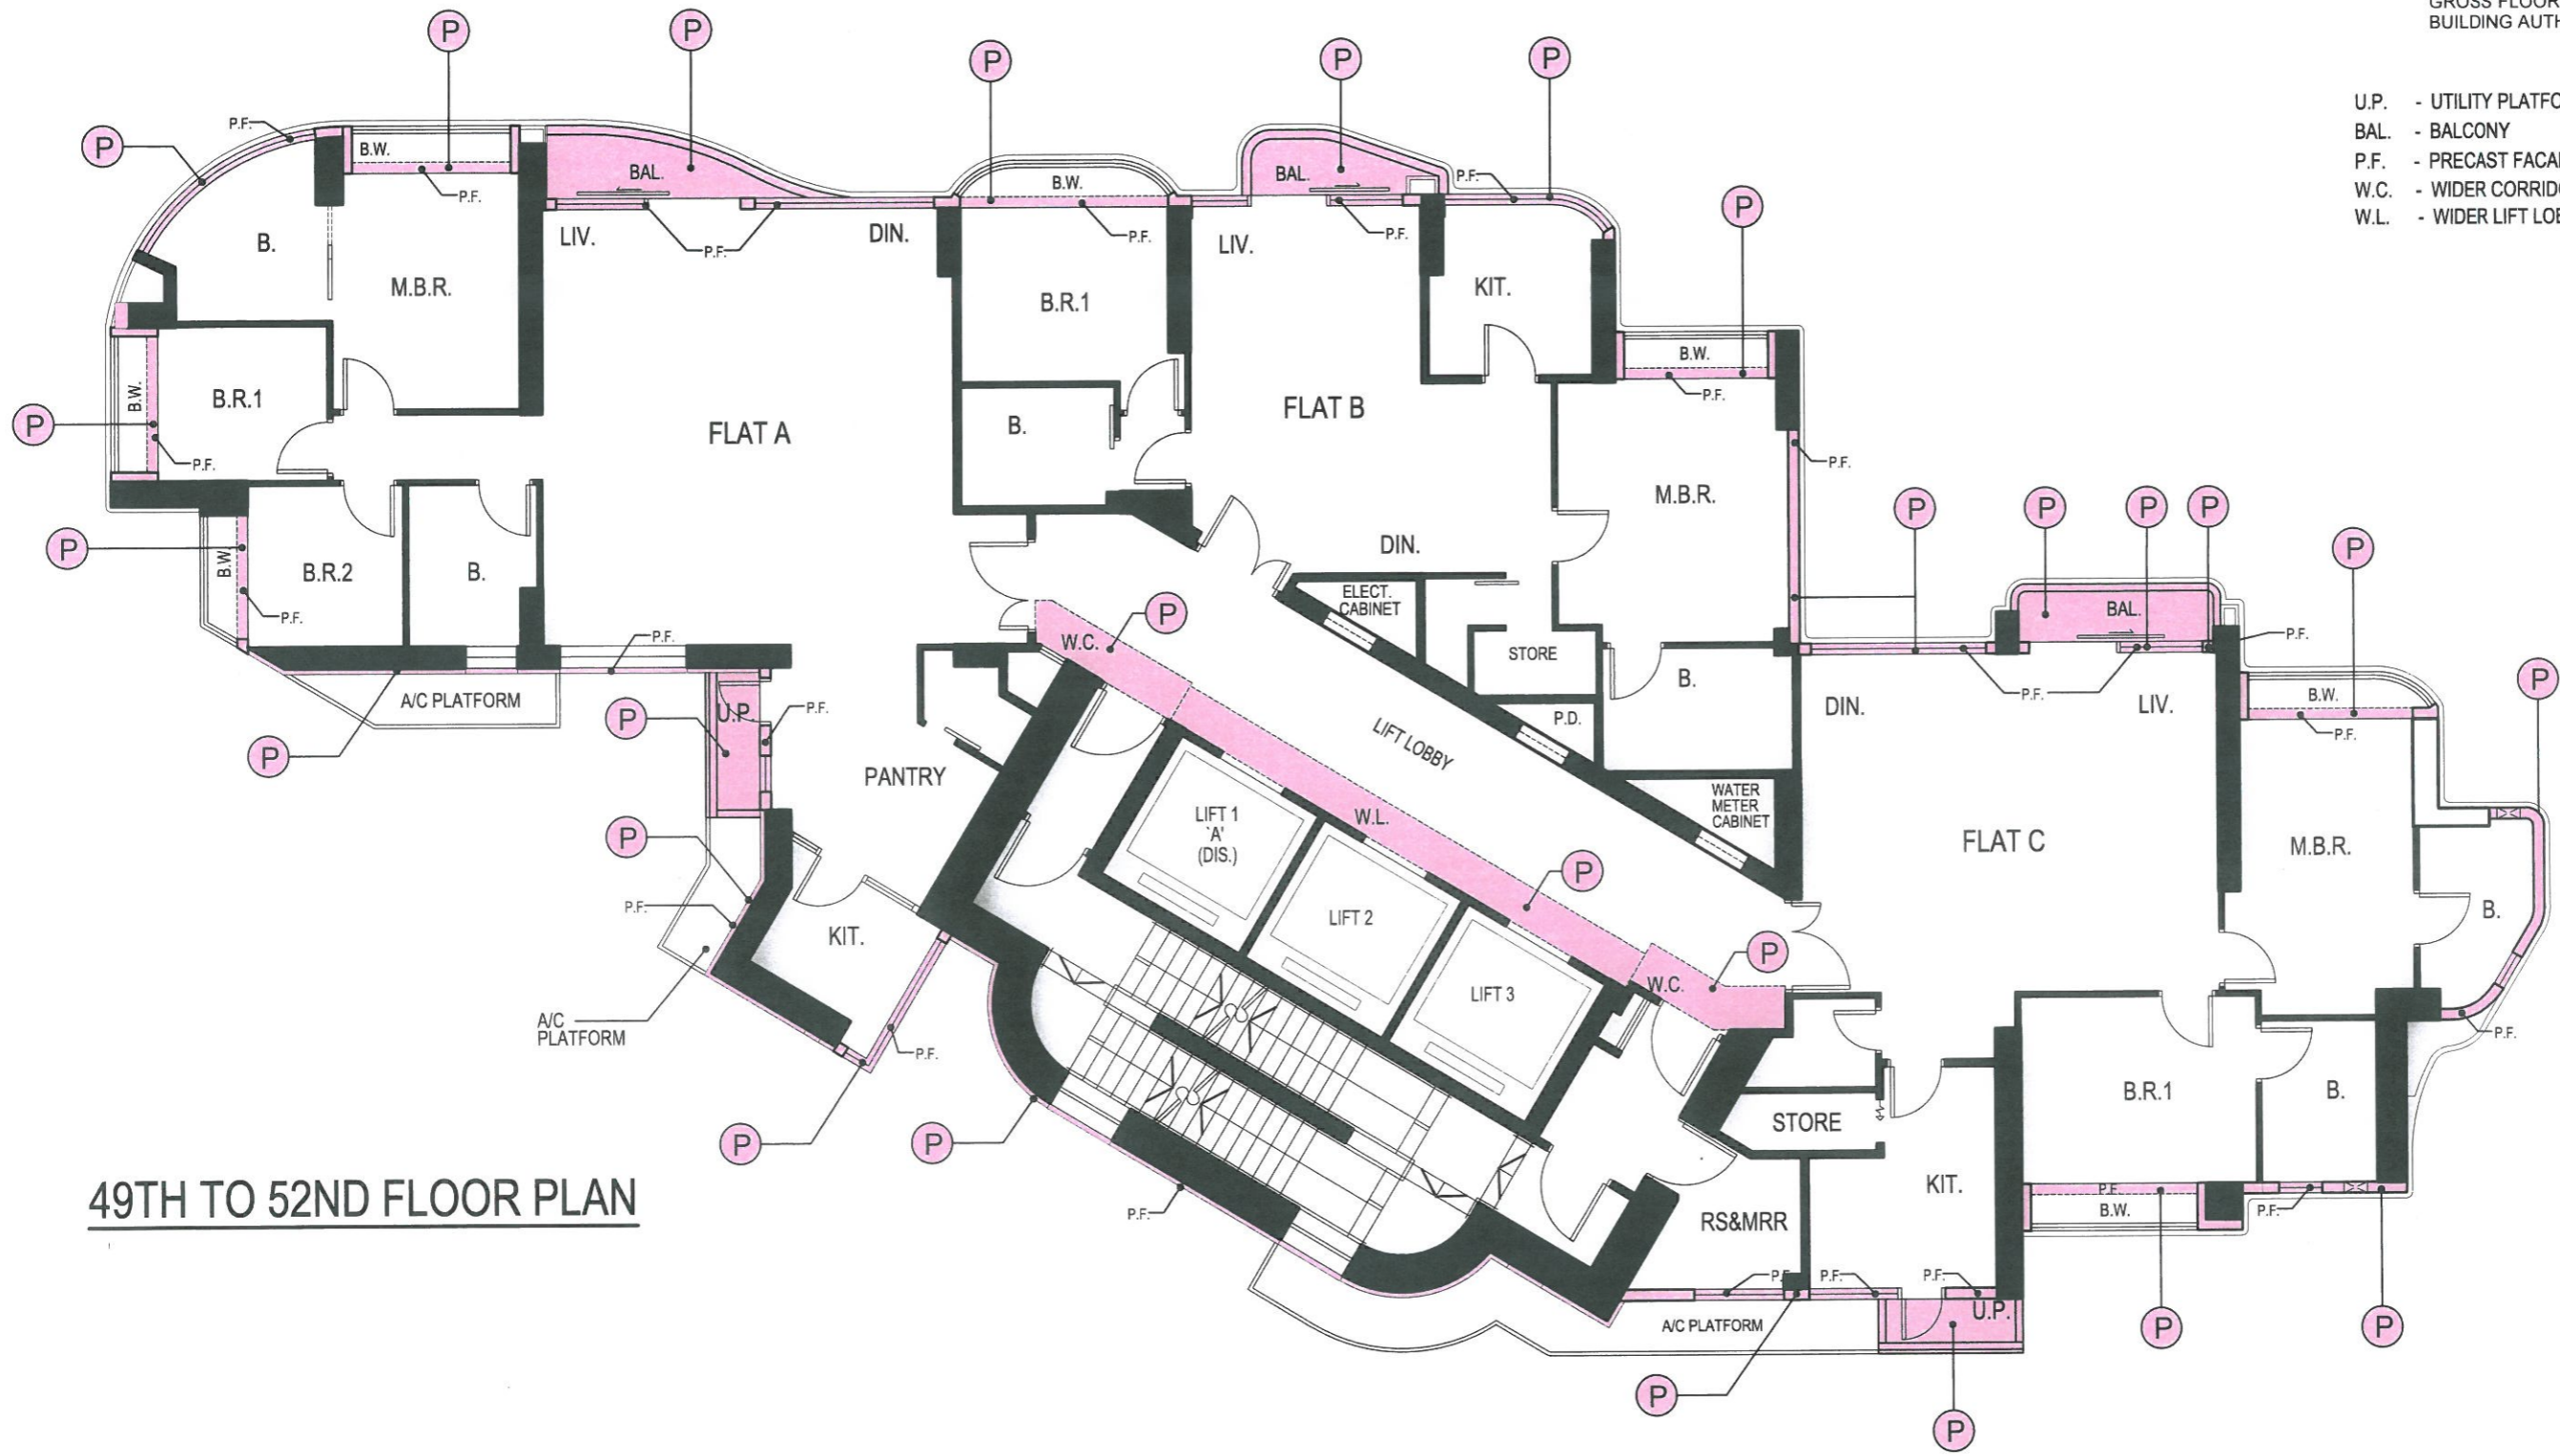 GROSS FLOOR
BUILDING AUTH
U.P. - UTILITY PLATFO
BAL. - BALCONY
P.F. - PRECAST FACA
W.C. - WIDER CORRID
W.L. - WIDER LIFT LOB
P
P
P
P
P
P
P.F.
B.W.
P.F.
BAL.
LIV.
P.F.
DIN.
B.W.
P.F.
LIV.
BAL.
P.F.
P.F.
B.
M.B.R.
B.R.1
KIT.
P
B.W.
P.F.
P
B.W.
B.R.1
P.F.
FLAT A
B.
FLAT B
M.B.R.
P.F.
P
B.W.
P.F.
B.R.2
B.
DIN.
ELECT.
CABINET
STORE
P
P
P
P
P
BAL.
P.F.
P.F.
W.C.
P
A/C PLATFORM
P
P
U.P.
P.F.
B.
P.D.
DIN.
P.F.
LIV.
B.W.
P.F.
P
LIFT LOBBY
PANTRY
LIFT 1
`A'
(DIS.)
W.L.
WATER
METER
CABINET
P
FLAT C
M.B.R.
P
P.F.
KIT.
LIFT 2
B.
A/C
PLATFORM
P.F.
LIFT 3
W.C.
P
P.F.
P
P
STORE
B.R.1
B.
49TH TO 52ND FLOOR PLAN
P.F.
RS&MRR
KIT.
P.F.
B.W.
P.F.
P.F.
P.F.
P.F.
A/C PLATFORM
U.P.
P
P
P
P